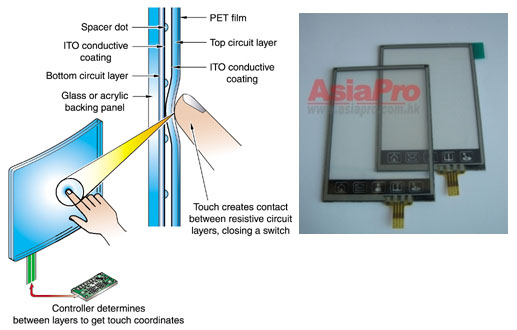 Spacer dot
ITO conductive
coating
Bottom circuit layer
Glass or acrylic
backing panel
PET film
Top circuit layer
ITO conductive
coating
Touch creates contact
between resistive circuit
layers, closing a switch
Controller determines
between layers to get touch coordinates
AsiaPro
www.asiapro.com.hk